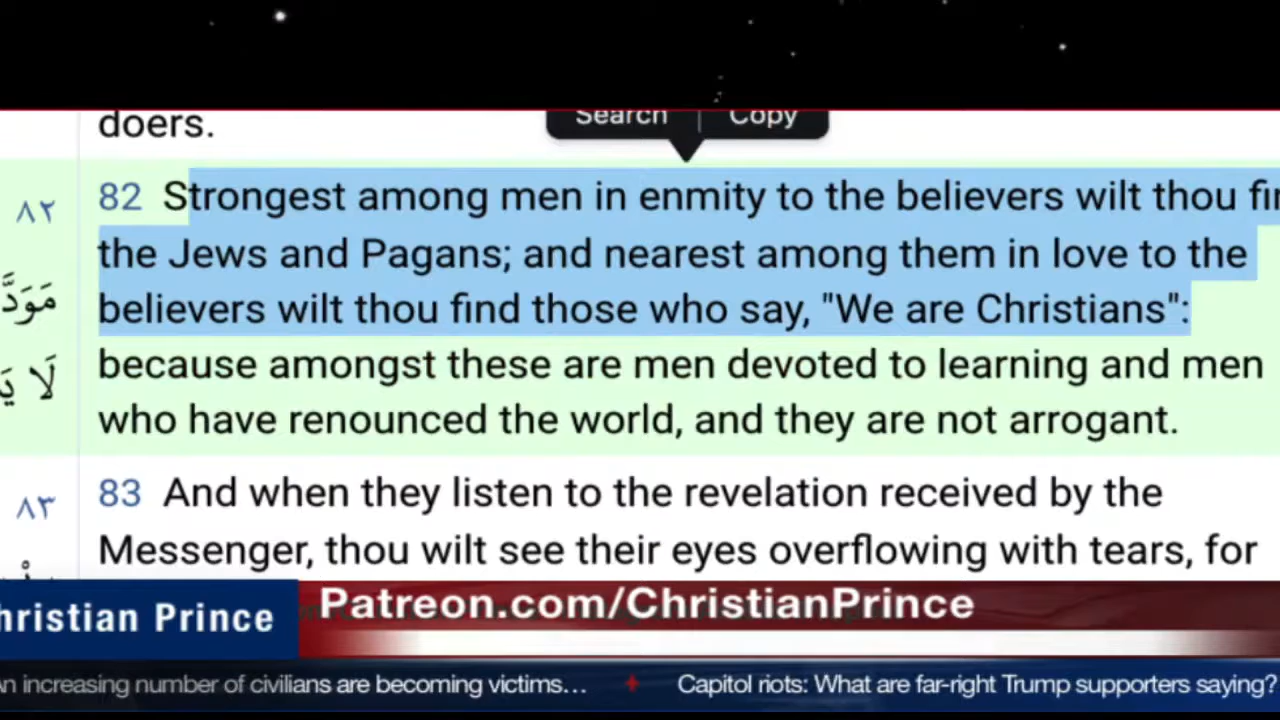 doers.
Search | Copy
٨٢ 82 Strongest among men in enmity to the believers wilt thou
the Jews and Pagans; and nearest among them in love to the
believers wilt thou find those who say, "We are Christians":
because amongst these are men devoted to learning and men
who have renounced the world, and they are not arrogant.
مَوَدَّ
لَا
٨٣ 83 And when they listen to the revelation received by the
Messenger, thou wilt see their eyes overflowing with tears, for
hristian Prince
Patreon.com/ChristianPrince
An increasing number of civilians are becoming victims... Capitol riots: What are far-right Trump supporters saying?